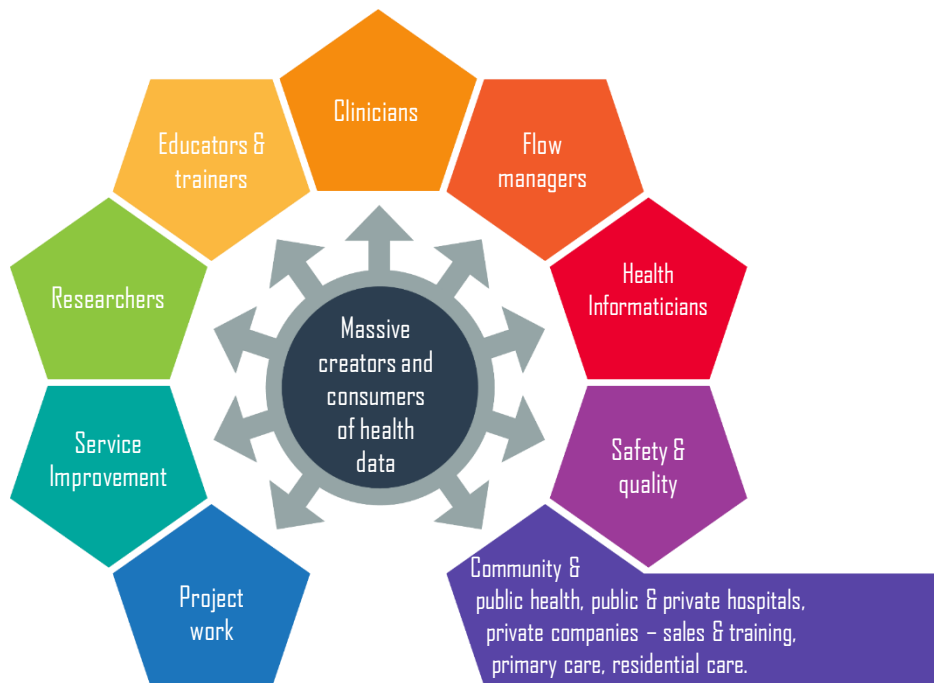 Clinicians
Educators &
trainers
Flow
managers
Researchers
Health
Informaticians
Massive
creators and
consumers
of health
data
Service
Improvement
Safety &
quality
Project
work
Community &
public health, public & private hospitals,
private companies – sales & training,
primary care, residential care.